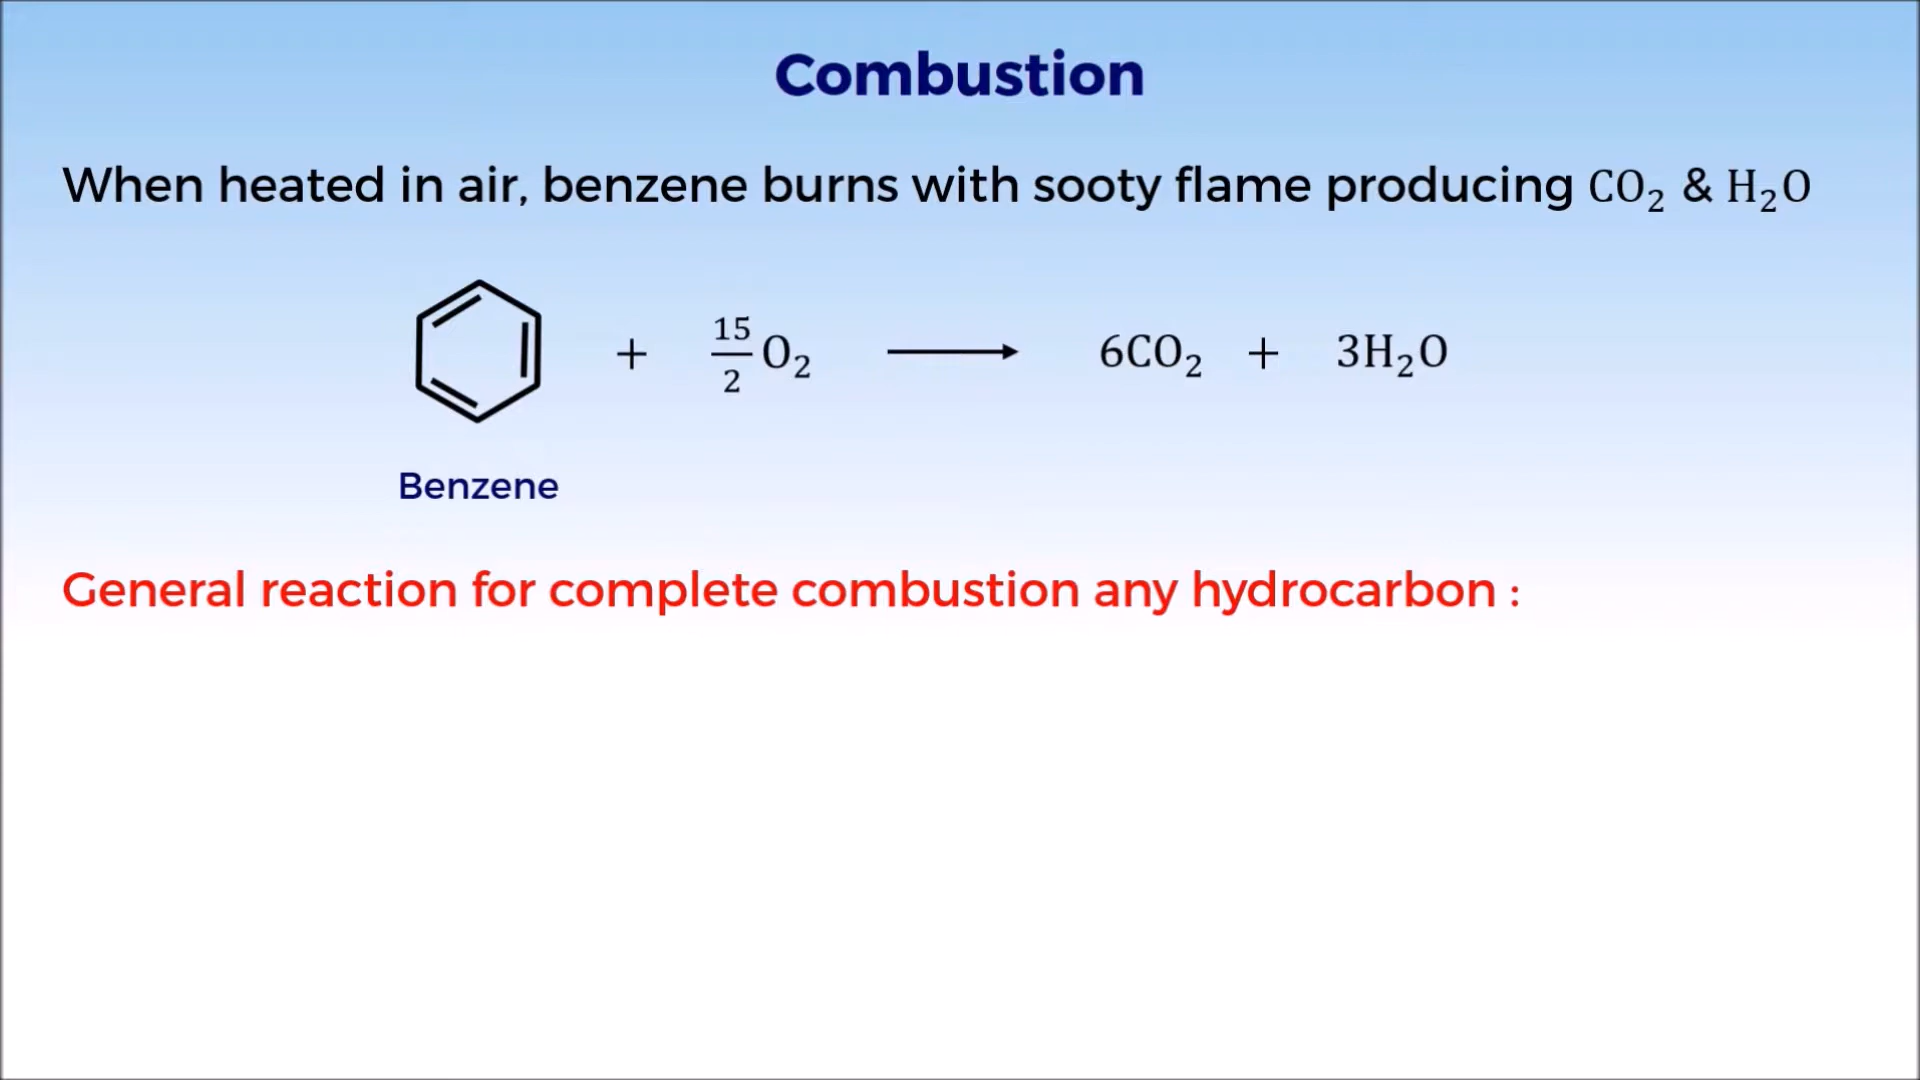 Combustion
When heated in air, benzene burns with sooty flame producing CO₂ & H₂O
+ 15/2 O₂ ⟶ 6CO₂ + 3H₂O
Benzene
General reaction for complete combustion any hydrocarbon :